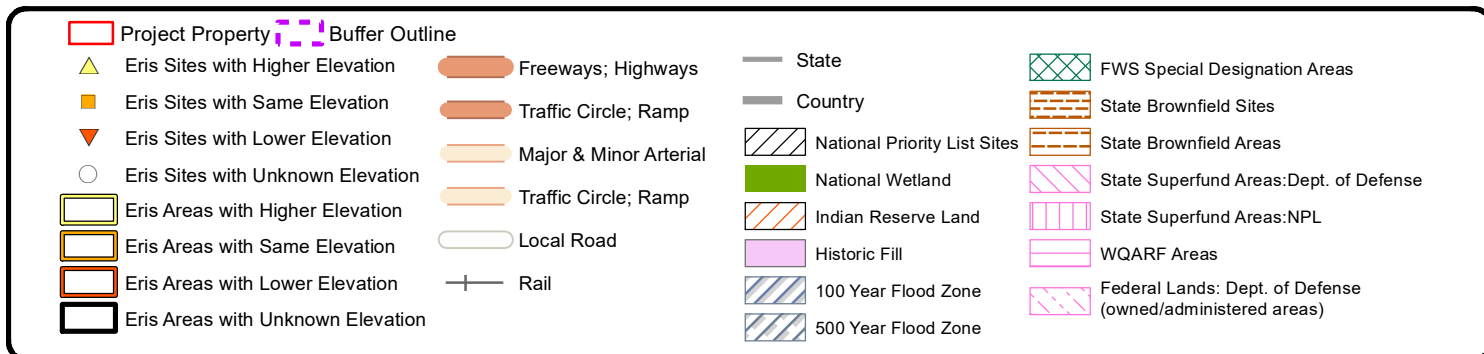 Project Property
Buffer Outline
Eris Sites with Higher Elevation
Eris Sites with Same Elevation
Eris Sites with Lower Elevation
Eris Sites with Unknown Elevation
Eris Areas with Higher Elevation
Eris Areas with Same Elevation
Eris Areas with Lower Elevation
Eris Areas with Unknown Elevation
Freeways; Highways
Traffic Circle; Ramp
Major & Minor Arterial
Traffic Circle; Ramp
Local Road
Rail
State
Country
National Priority List Sites
National Wetland
Indian Reserve Land
Historic Fill
100 Year Flood Zone
500 Year Flood Zone
FWS Special Designation Areas
State Brownfield Sites
State Brownfield Areas
State Superfund Areas:Dept. of Defense
State Superfund Areas:NPL
WQARF Areas
Federal Lands: Dept. of Defense
(owned/administered areas)